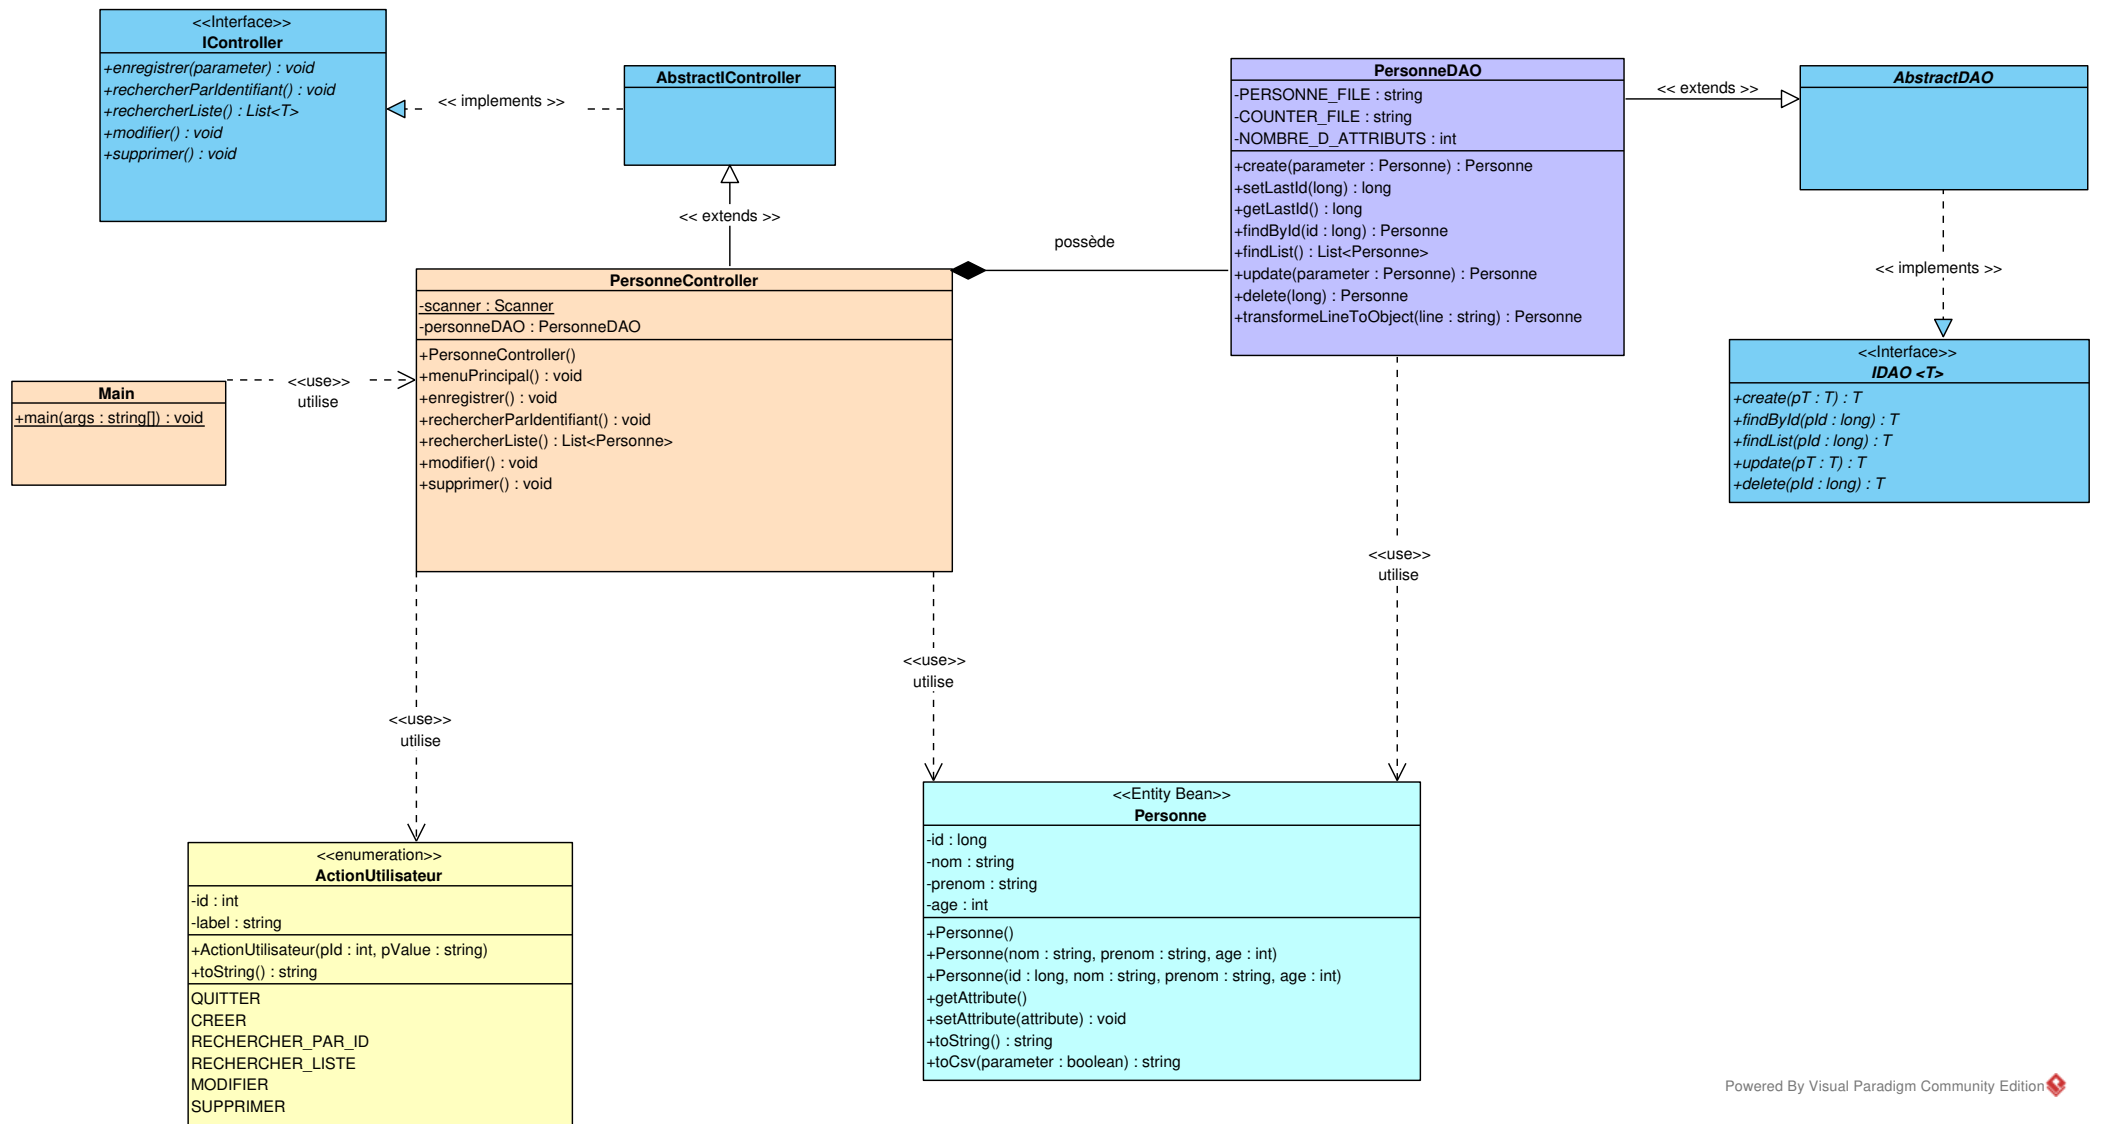 <<Interface>>
IController
+enregistrer(parameter) : void
+rechercherParIdentifiant() : void
+rechercherListe() : List<T>
+modifier() : void
+supprimer() : void
<< implements >>
AbstractIController
<< extends >>
PersonneDAO
-PERSONNE_FILE : string
-COUNTER_FILE : string
-NOMBRE_D_ATTRIBUTS : int
+create(parameter : Personne) : Personne
+setLastId(long) : long
+getLastId() : long
+findById(id : long) : Personne
+findList() : List<Personne>
+update(parameter : Personne) : Personne
+delete(long) : Personne
+transformeLineToObject(line : string) : Personne
<< extends >>
AbstractDAO
<< implements >>
<<Interface>>
IDAO <T>
+create(pT : T) : T
+findById(pId : long) : T
+findList(pId : long) : T
+update(pT : T) : T
+delete(pId : long) : T
possède
PersonneController
-scanner : Scanner
-personneDAO : PersonneDAO
+PersonneController()
+menuPrincipal() : void
+enregistrer() : void
+rechercherParIdentifiant() : void
+rechercherListe() : List<Personne>
+modifier() : void
+supprimer() : void
Main
+main(args : string[]) : void
<<use>>
utilise
<<use>>
utilise
<<use>>
utilise
<<use>>
utilise
<<enumeration>>
ActionUtilisateur
-id : int
-label : string
+ActionUtilisateur(pId : int, pValue : string)
+toString() : string
QUITTER
CREER
RECHERCHER_PAR_ID
RECHERCHER_LISTE
MODIFIER
SUPPRIMER
<<Entity Bean>>
Personne
-id : long
-nom : string
-prenom : string
-age : int
+Personne()
+Personne(nom : string, prenom : string, age : int)
+Personne(id : long, nom : string, prenom : string, age : int)
+getAttribute()
+setAttribute(attribute) : void
+toString() : string
+toCsv(parameter : boolean) : string
Powered By Visual Paradigm Community Edition